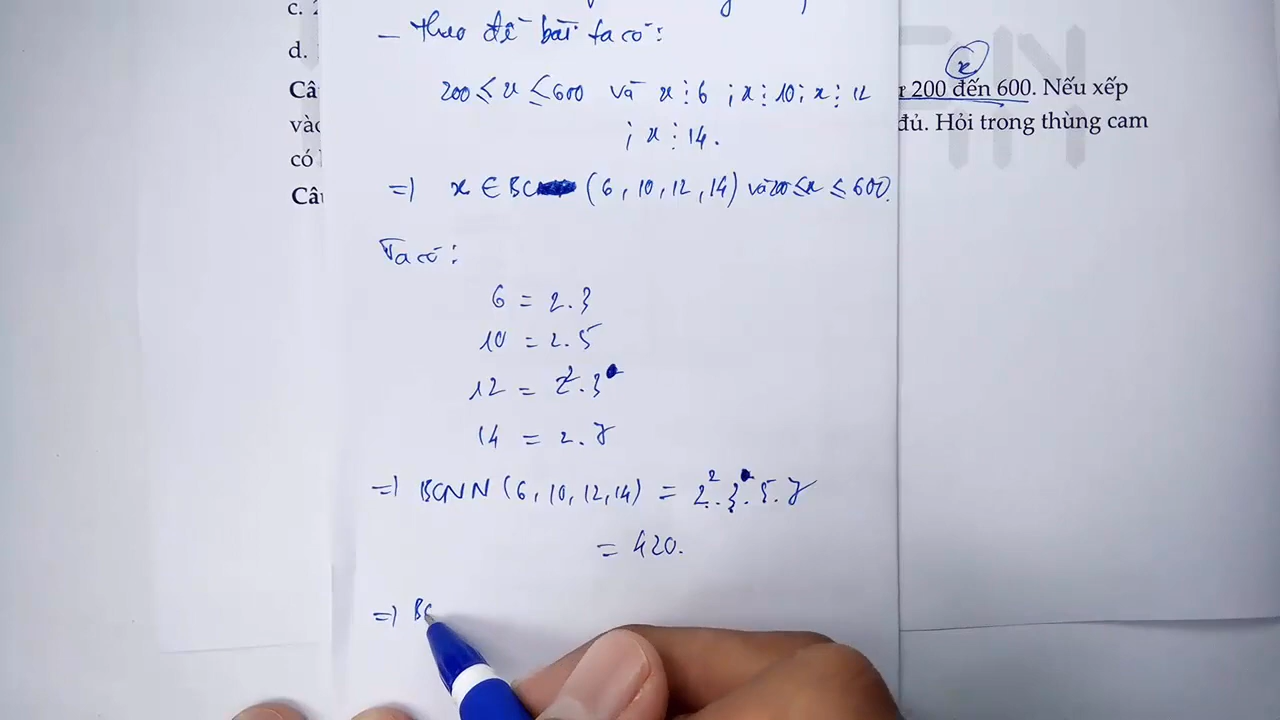 c.
- Theo đề bài ta có:
d.
x
200 ≤ x ≤ 600 và x⋮6 ; x⋮10; x⋮12
200 đến 600. Nếu xếp
; x⋮14.
đủ. Hỏi trong thùng cam
có
=) x ∈ BC (6, 10, 12, 14) và 200 ≤ x ≤ 600.
Ta có:
6 = 2.3
10 = 2.5
12 = 2².3
14 = 2.7
=) BCNN (6, 10, 12, 14) = 2².3.5.7
= 420.
=) BC